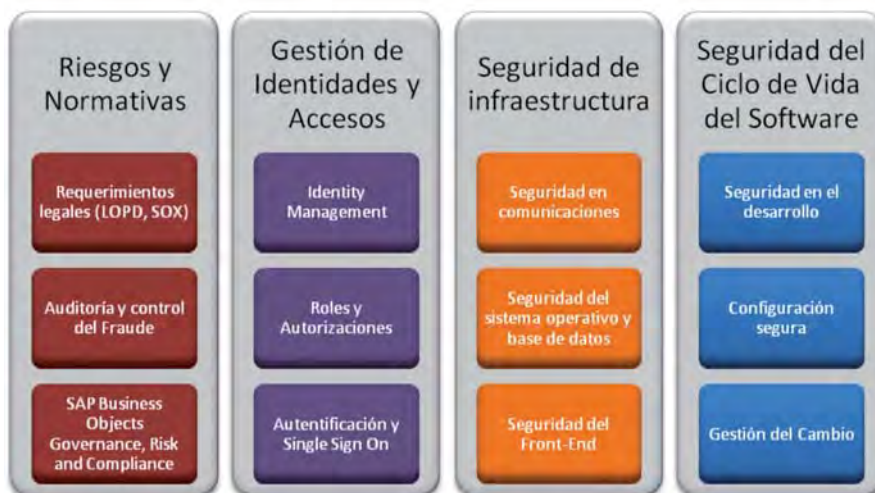 Riesgos y
Normativas
Requerimientos
legales (LOPD, SOX)
Auditoría y control
del Fraude
SAP Business
Objects
Governance, Risk
and Compliance
Gestión de
Identidades y
Accesos
Identity
Management
Roles y
Autorizaciones
Autentificación y
Single Sign On
Seguridad de
infraestructura
Seguridad en
comunicaciones
Seguridad del
sistema operativo y
base de datos
Seguridad del
Front-End
Seguridad del
Ciclo de Vida
del Software
Seguridad en el
desarrollo
Configuración
segura
Gestión del Cambio